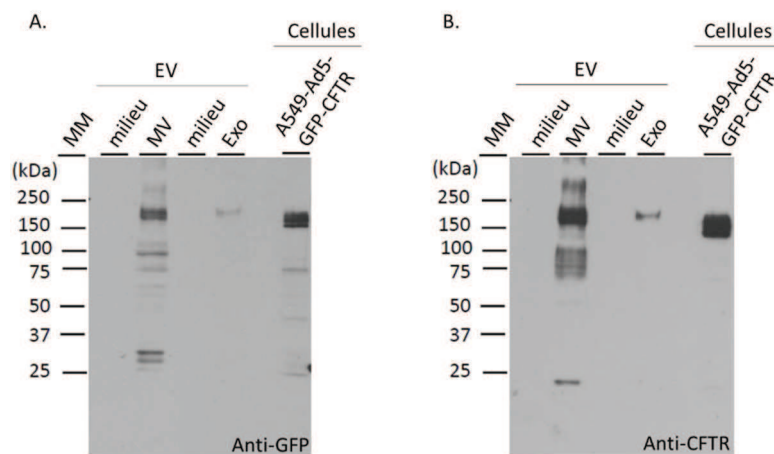 A.
Cellules
EV
MM
milieu
MV
milieu
Exo
A549-Ad5-
GFP-CFTR
(kDa)
250
150
100
75
50
37
25
Anti-GFP
B.
Cellules
EV
MM
milieu
MV
milieu
Exo
A549-Ad5-
GFP-CFTR
(kDa)
250
150
100
75
50
37
25
Anti-CFTR